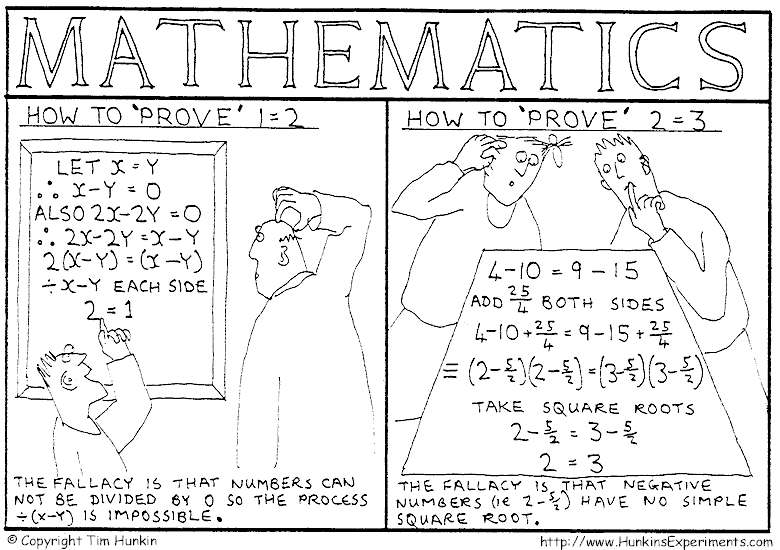 MATHEMATICS
HOW TO 'PROVE' 1=2
LET X = Y
∴ X-Y = 0
ALSO 2X-2Y = 0
∴ 2X-2Y = X-Y
2(X-Y) = (X-Y)
÷ X-Y EACH SIDE
2 = 1
THE FALLACY IS THAT NUMBERS CAN
NOT BE DIVIDED BY 0 SO THE PROCESS
÷(X-Y) IS IMPOSSIBLE.
HOW TO 'PROVE' 2=3
4-10 = 9-15
ADD 25/4 BOTH SIDES
4-10+25/4 = 9-15+25/4
≡ (2-5/2)(2-5/2)=(3-5/2)(3-5/2)
TAKE SQUARE ROOTS
2-5/2 = 3-5/2
2 = 3
THE FALLACY IS THAT NEGATIVE
NUMBERS (IE 2-5/2) HAVE NO SIMPLE
SQUARE ROOT.
© Copyright Tim Hunkin
http://www.HunkinsExperiments.com